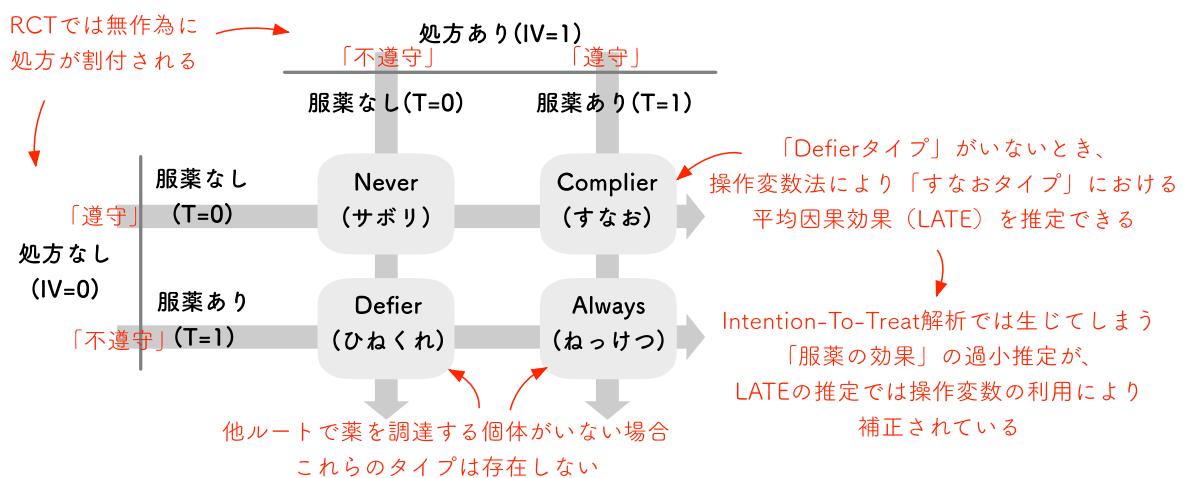 RCTでは無作為に
処方が割付される
処方あり(IV=1)
「不遵守」
「遵守」
服薬なし(T=0)
服薬あり(T=1)
処方なし
(IV=0)
服薬なし
(T=0)
「遵守」
服薬あり
(T=1)
「不遵守」
Never
(サボリ)
Complier
(すなお)
Defier
(ひねくれ)
Always
(ねっけつ)
「Defierタイプ」がいないとき、
操作変数法により「すなおタイプ」における
平均因果効果（LATE）を推定できる
Intention-To-Treat解析では生じてしまう
「服薬の効果」の過小推定が、
LATEの推定では操作変数の利用により
補正されている
他ルートで薬を調達する個体がいない場合
これらのタイプは存在しない